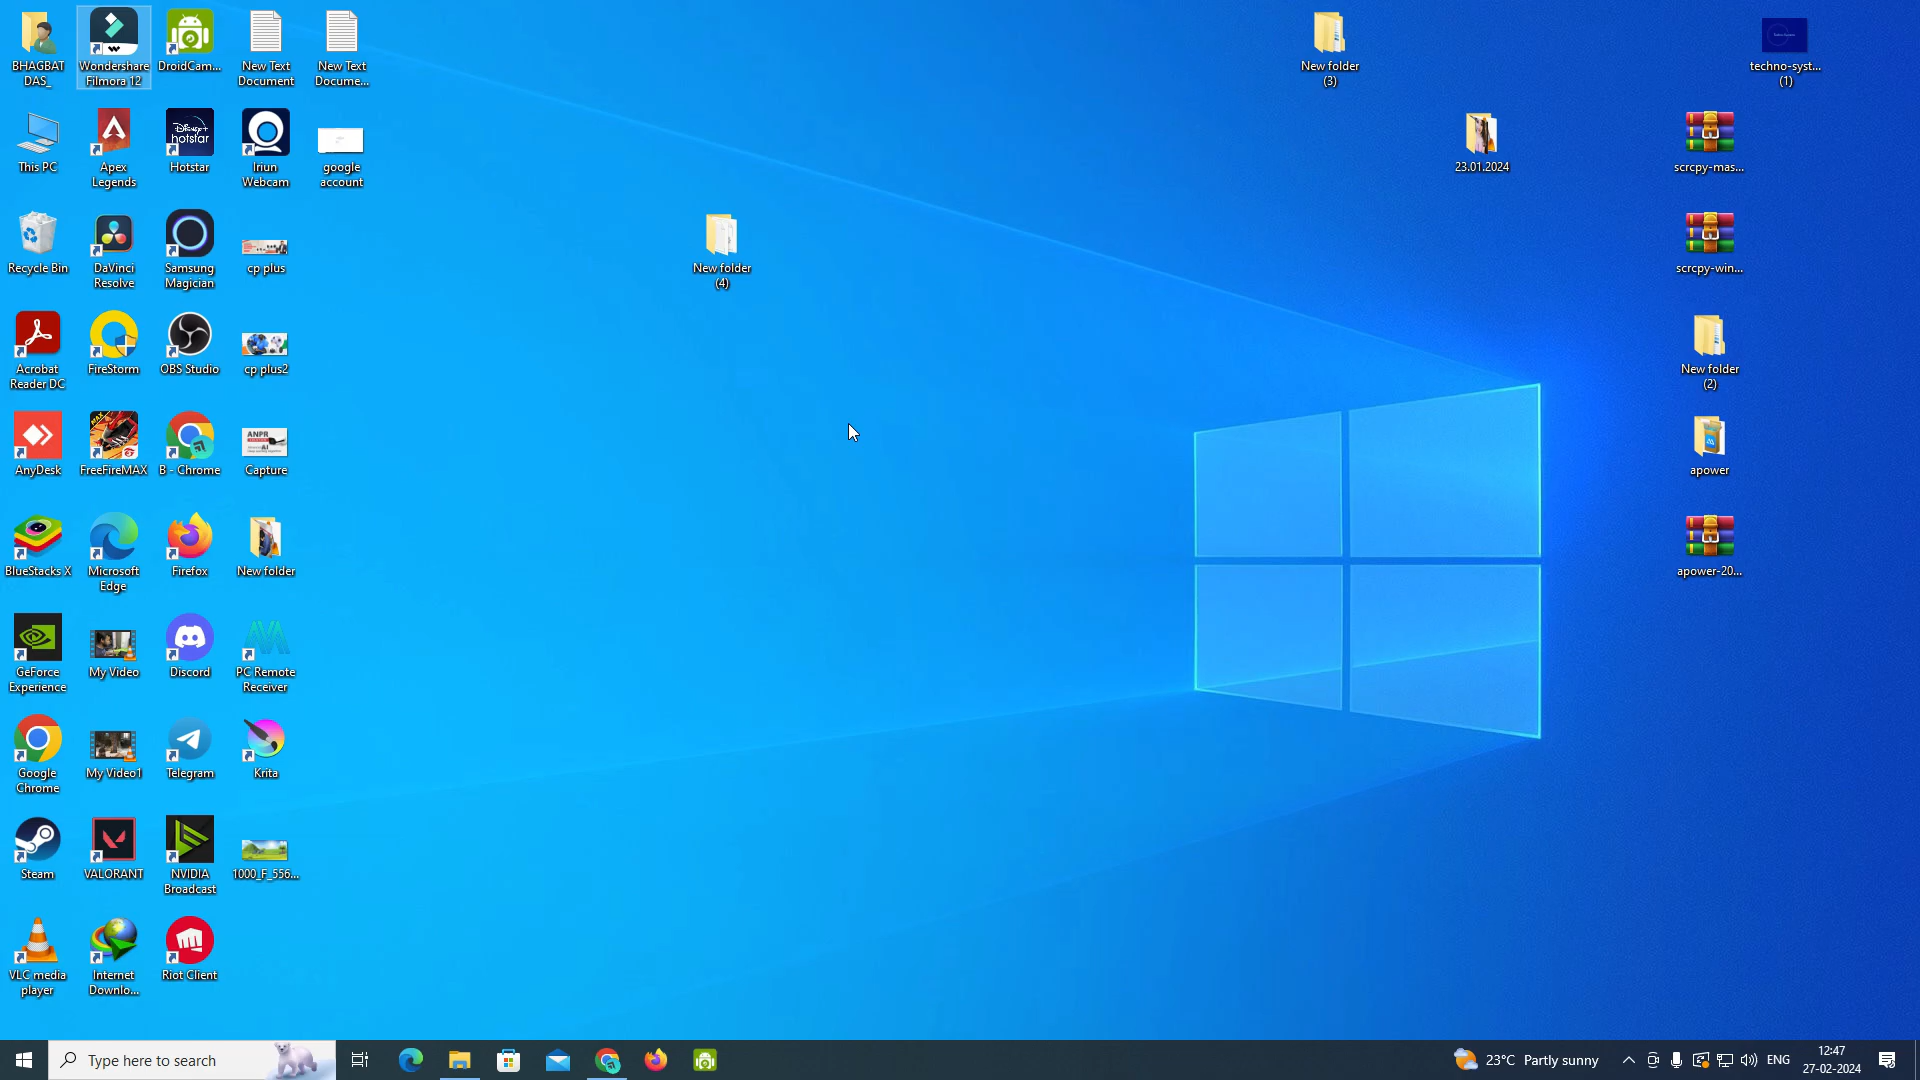 BHAGBAT
DAS_
Wondershare
Filmora 12
DroidCam...
New Text
Document
New Text
Docume...
New folder
(3)
techno-syst...
(1)
This PC
Apex
Legends
Disney+
hotstar
Hotstar
Iriun
Webcam
google
account
23.01.2024
scrcpy-mas...
Recycle Bin
DaVinci
Resolve
Samsung
Magician
cp plus
New folder
(4)
scrcpy-win...
Acrobat
Reader DC
FireStorm
OBS Studio
cp plus2
New folder
(2)
AnyDesk
MAX
FreeFireMAX
B - Chrome
ANPR
AI
Capture
apower
BlueStacks X
Microsoft
Edge
Firefox
New folder
apower-20...
GeForce
Experience
My Video
Discord
PC Remote
Receiver
Google
Chrome
My Video1
Telegram
Krita
Steam
VALORANT
NVIDIA
Broadcast
1000_F_556...
VLC media
player
Internet
Downlo...
Riot Client
Type here to search
23°C Partly sunny
ENG
12:47
27-02-2024